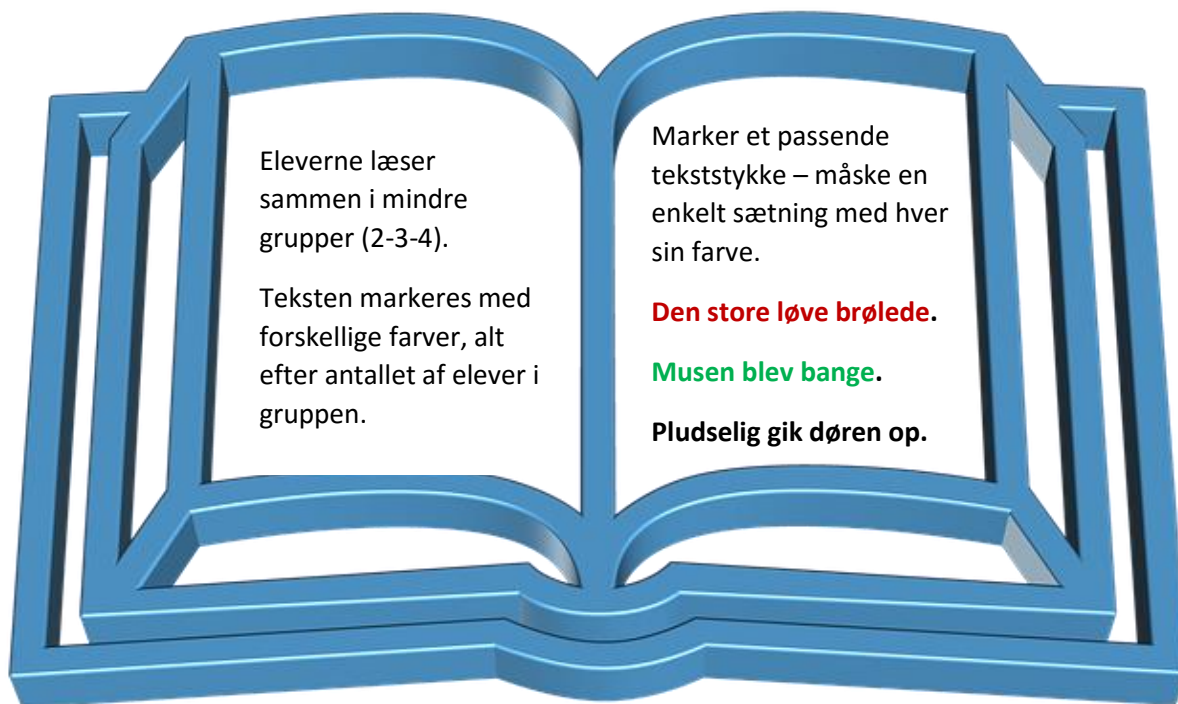 Eleverne læser
sammen i mindre
grupper (2-3-4).
Teksten markeres med
forskellige farver, alt
efter antallet af elever i
gruppen.
Marker et passende
tekststykke – måske en
enkelt sætning med hver
sin farve.
Den store løve brølede.
Musen blev bange.
Pludselig gik døren op.